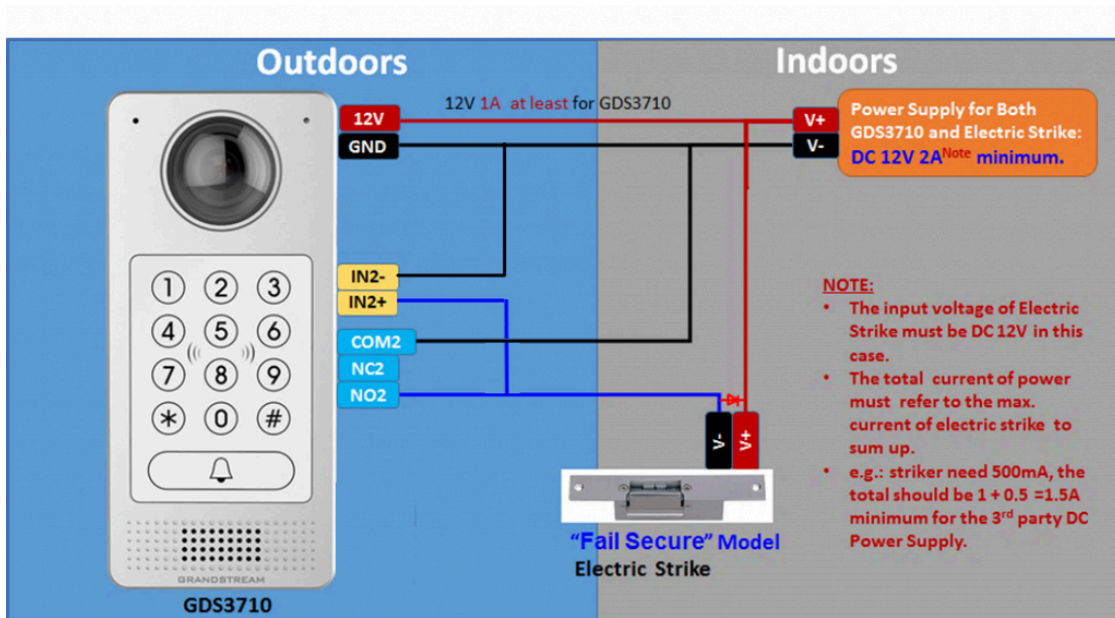 Outdoors
Indoors
12V 1A at least for GDS3710
12V
GND
V+
V-
Power Supply for Both
GDS3710 and Electric Strike:
DC 12V 2ANote minimum.
IN2-
IN2+
COM2
NC2
NO2
1 2 3
4 5 6
7 8 9
* 0 #
GRANDSTREAM
GDS3710
V-
V+
"Fail Secure" Model
Electric Strike
NOTE:
• The input voltage of Electric
Strike must be DC 12V in this
case.
• The total current of power
must refer to the max.
current of electric strike to
sum up.
• e.g.: striker need 500mA, the
total should be 1 + 0.5 =1.5A
minimum for the 3rd party DC
Power Supply.